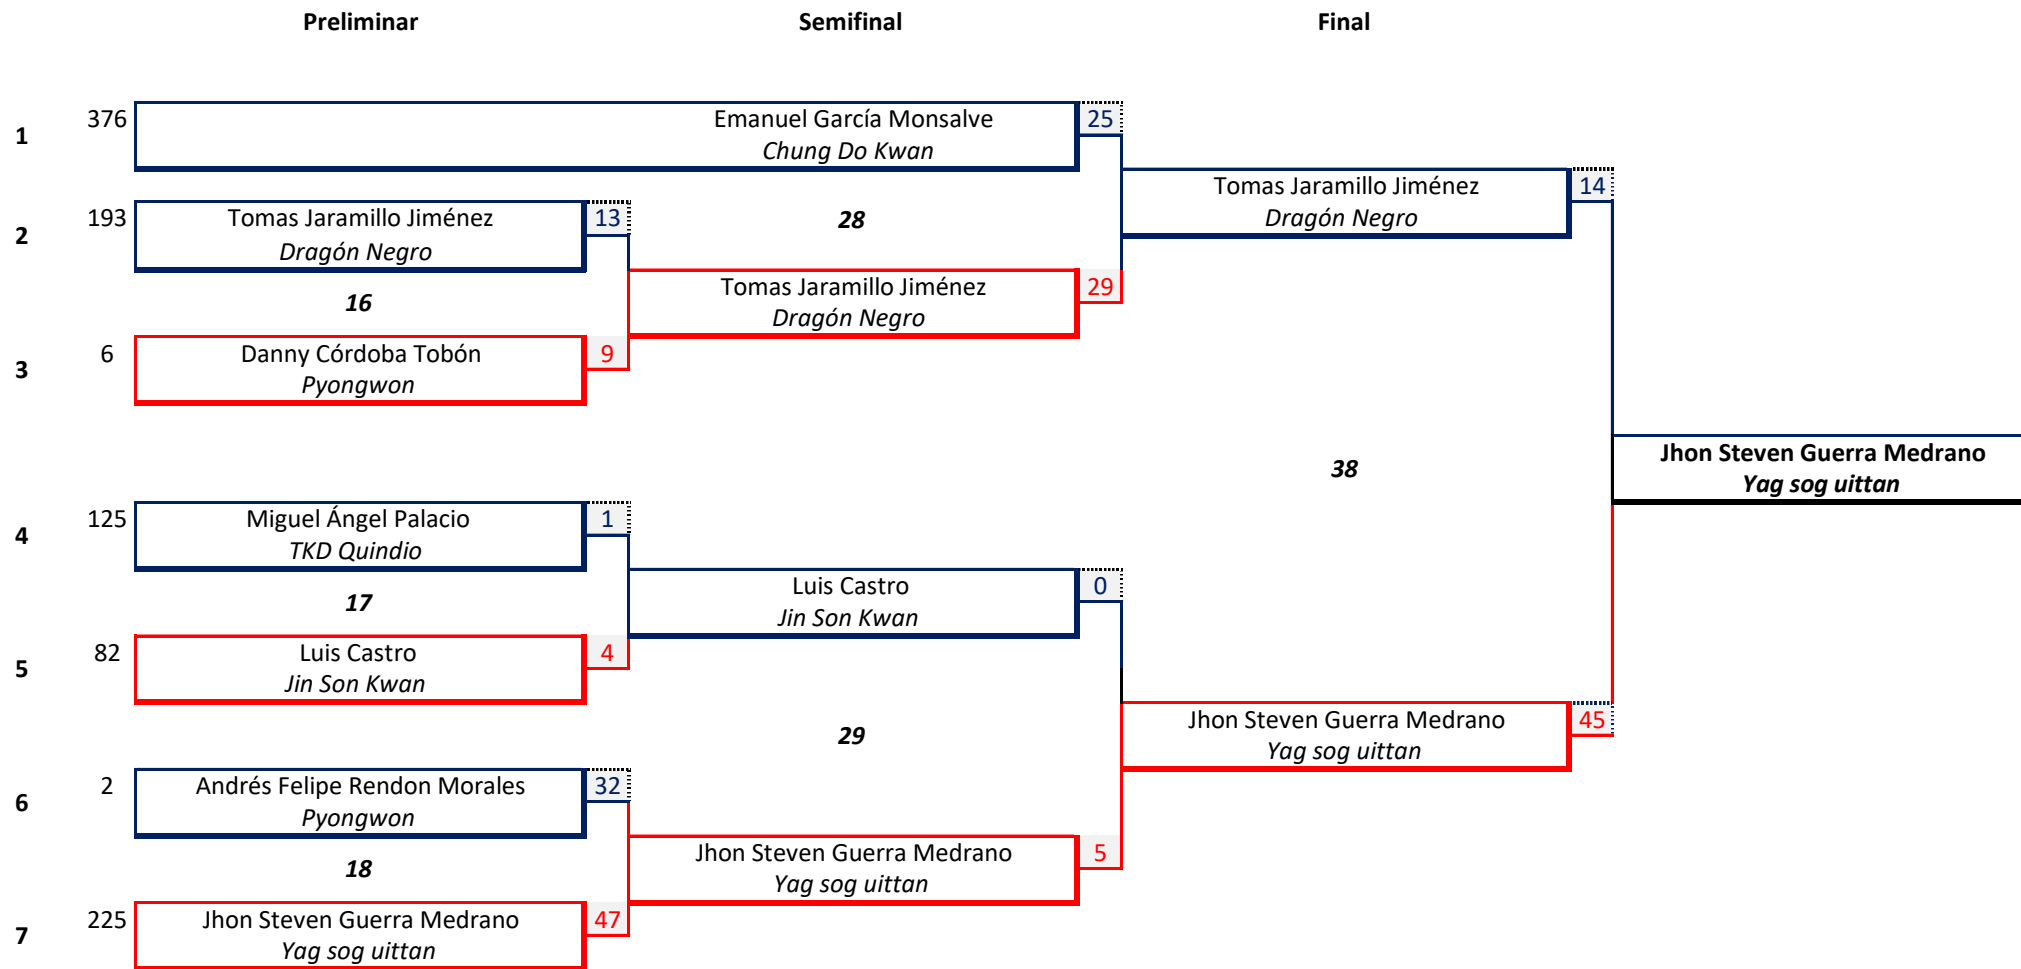 Preliminar Semifinal Final
376
1
Emanuel García Monsalve 25
Chung Do Kwan
Tomas Jaramillo Jiménez 14
Dragón Negro
193
2
Tomas Jaramillo Jiménez 13
Dragón Negro
28
16
Tomas Jaramillo Jiménez 29
Dragón Negro
6
3
Danny Córdoba Tobón 9
Pyongwon
38
Jhon Steven Guerra Medrano
Yag sog uittan
125
4
Miguel Ángel Palacio 1
TKD Quindio
17
Luis Castro 0
Jin Son Kwan
82
5
Luis Castro 4
Jin Son Kwan
29
Jhon Steven Guerra Medrano 45
Yag sog uittan
2
6
Andrés Felipe Rendon Morales 32
Pyongwon
18
Jhon Steven Guerra Medrano 5
Yag sog uittan
225
7
Jhon Steven Guerra Medrano 47
Yag sog uittan